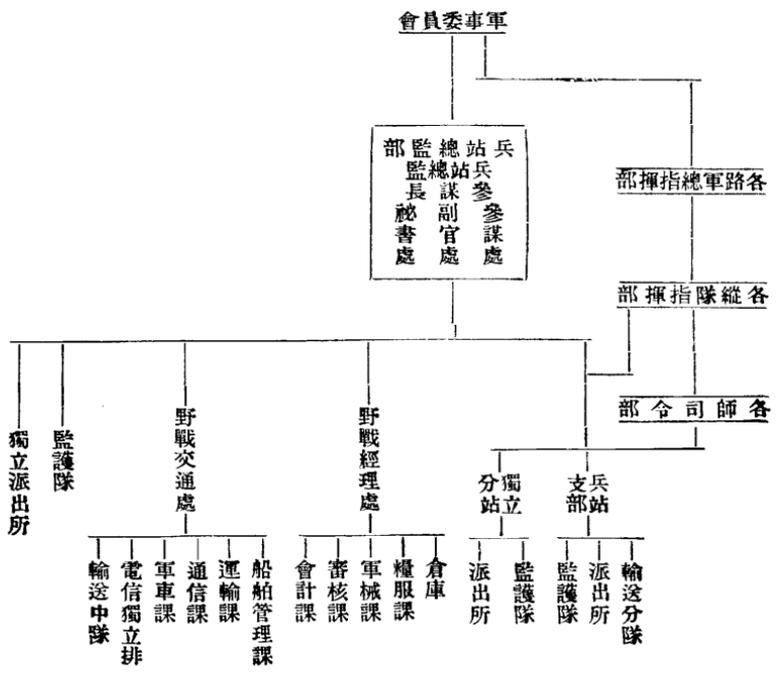 軍事委員會
兵站總監部
兵站總監
參謀長
參謀處
副官處
祕書處
各路軍總指揮部
各縱隊指揮部
各師司令部
兵站支部
輸送分隊
派出所
監護隊
獨立分站
監護隊
派出所
野戰經理處
倉庫
糧服課
軍械課
審核課
會計課
野戰交通處
船舶管理課
運輸課
通信課
軍車課
電信獨立排
輸送中隊
監護隊
獨立派出所